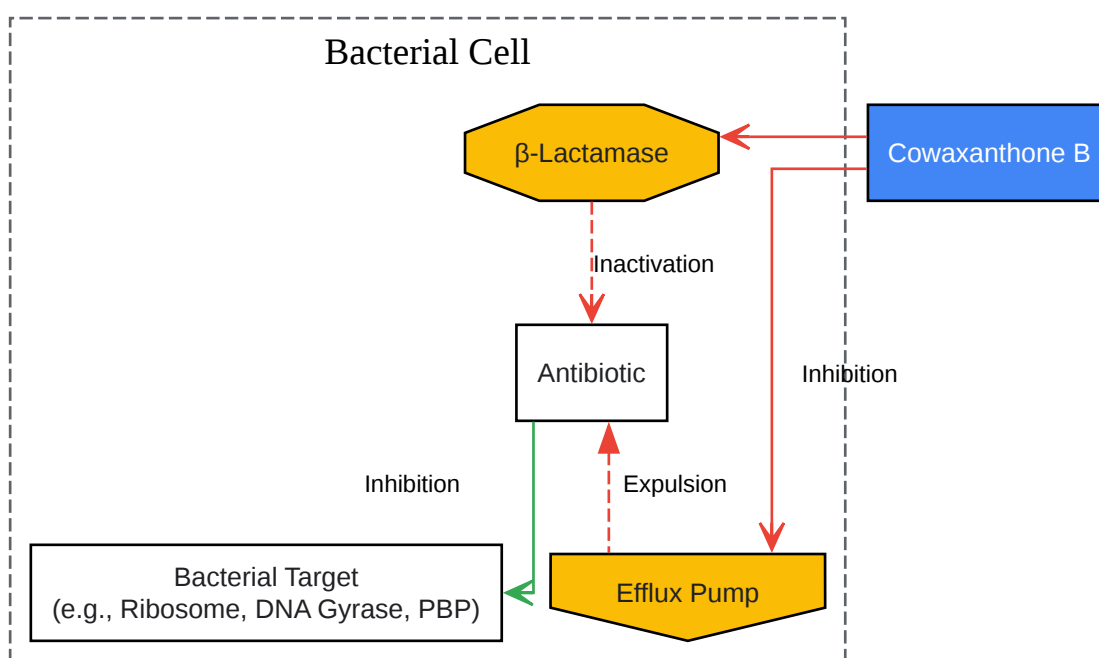 Bacterial Cell
β-Lactamase
Cowaxanthone B
Inactivation
Antibiotic
Inhibition
Inhibition
Expulsion
Bacterial Target
(e.g., Ribosome, DNA Gyrase, PBP)
Efflux Pump